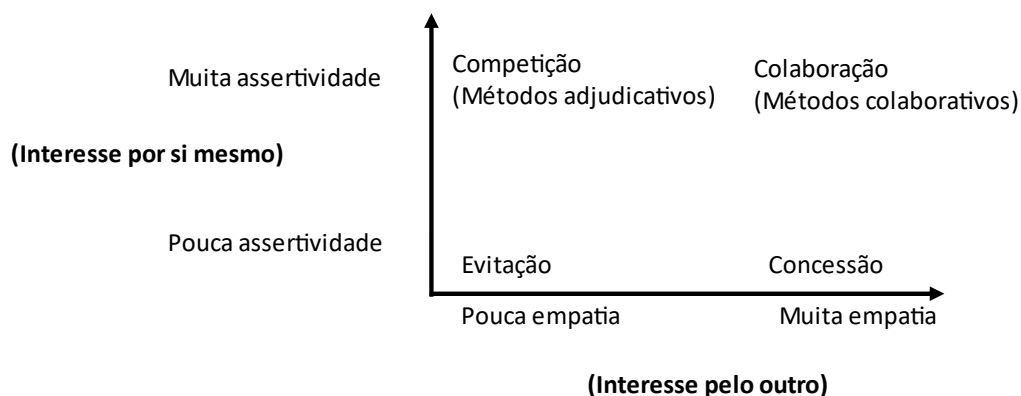 Muita assertividade
Competição
(Métodos adjudicativos)
Colaboração
(Métodos colaborativos)
(Interesse por si mesmo)
Pouca assertividade
Evitação
Concessão
Pouca empatia
Muita empatia
(Interesse pelo outro)